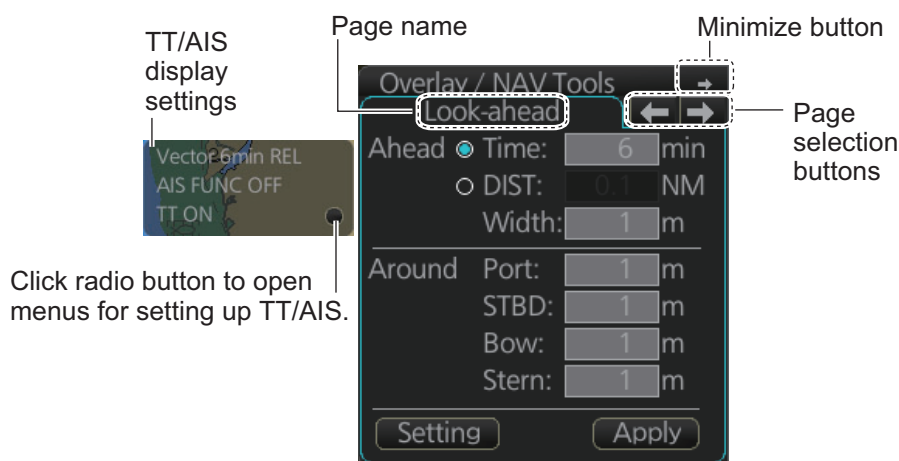 Page name
Minimize button
TT/AIS
display
settings
Overlay / NAV Tools
Look-ahead
Page
selection
buttons
Vector 6min REL
AIS FUNC OFF
TT ON
Click radio button to open
menus for setting up TT/AIS.
Ahead Time: 6 min
DIST: 0.1 NM
Width: 1 m
Around Port: 1 m
STBD: 1 m
Bow: 1 m
Stern: 1 m
Setting Apply